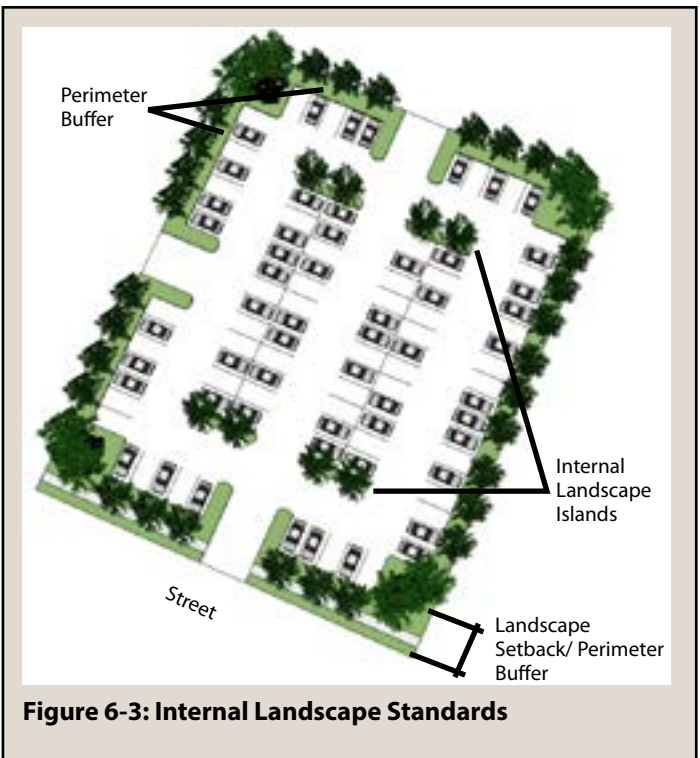 Perimeter
Buffer
Internal
Landscape
Islands
Street
Landscape
Setback/ Perimeter
Buffer
Figure 6-3: Internal Landscape Standards